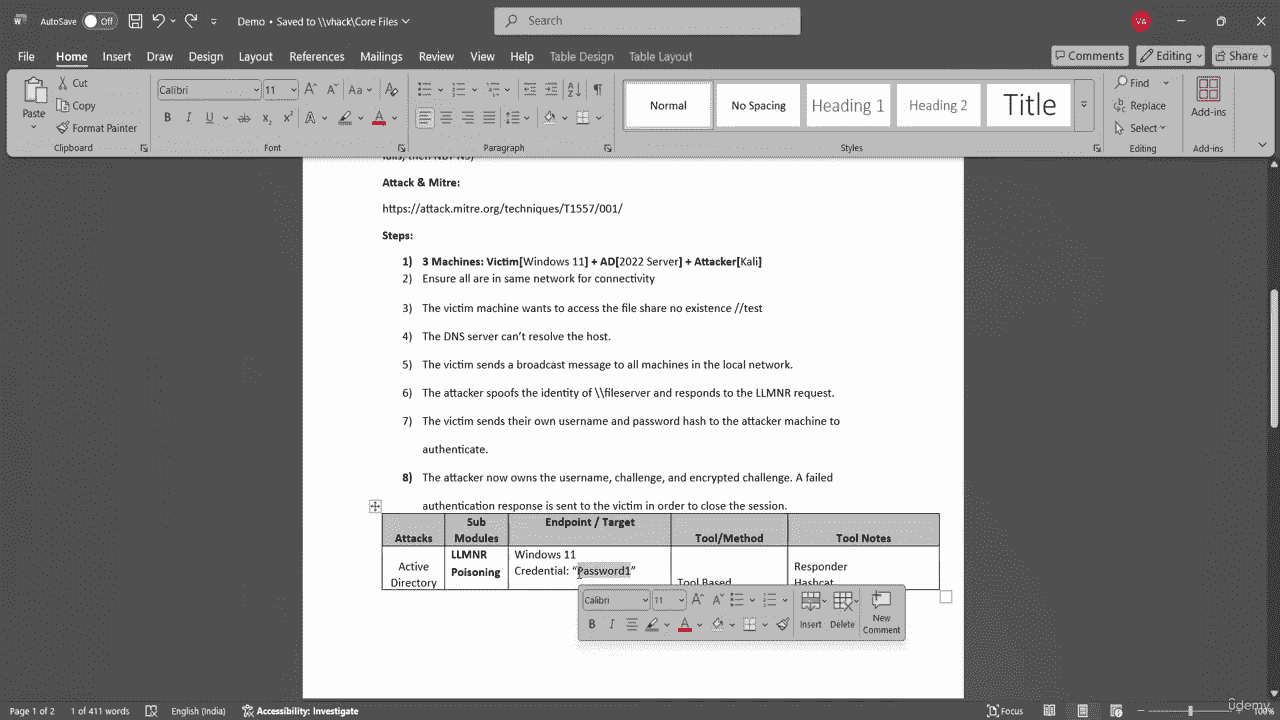 AutoSave Off Demo • Saved to \\vhack\Core Files Search VG
File Home Insert Draw Design Layout References Mailings Review View Help Table Design Table Layout Comments Editing Share
Paste Cut Copy Format Painter Clipboard
Calibri 11 Aa B I U ab x₂ x² A A Font
Paragraph
Normal No Spacing Heading 1 Heading 2 Title Styles
Find Replace Select Editing
Add-ins Add-ins
Attack & Mitre:
https://attack.mitre.org/techniques/T1557/001/
Steps:
1) 3 Machines: Victim[Windows 11] + AD[2022 Server] + Attacker[Kali]
2) Ensure all are in same network for connectivity
3) The victim machine wants to access the file share no existence //test
4) The DNS server can’t resolve the host.
5) The victim sends a broadcast message to all machines in the local network.
6) The attacker spoofs the identity of \\fileserver and responds to the LLMNR request.
7) The victim sends their own username and password hash to the attacker machine to
authenticate.
8) The attacker now owns the username, challenge, and encrypted challenge. A failed
authentication response is sent to the victim in order to close the session.
Attacks Sub Modules Endpoint / Target Tool/Method Tool Notes
Active Directory LLMNR Poisoning Windows 11
Credential: “Password1”
Tool Based
Responder
Hashcat
Calibri 11
B I A Insert Delete New Comment
Page 1 of 2 1 of 411 words English (India) Accessibility: Investigate Focus 100%
Udemy